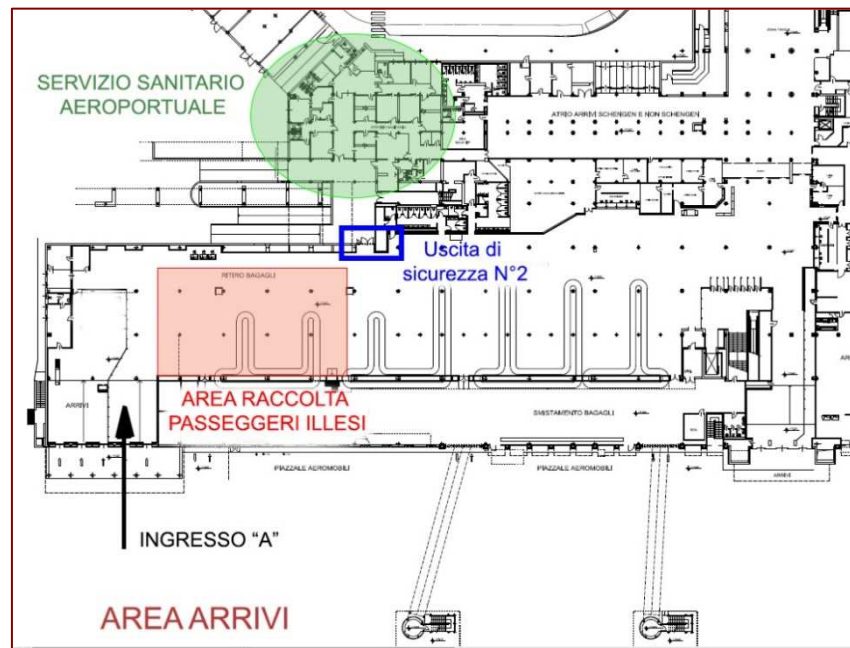 SERVIZIO SANITARIO
AEROPORTUALE
ATRIO ARRIVI SCHENGEN E NON SCHENGEN
Uscita di
sicurezza N°2
RITIRO BAGAGLI
AREA RACCOLTA
PASSEGGERI ILLESI
ARRIVI
SMISTAMENTO BAGAGLI
PIAZZALE AEROMOBILI
PIAZZALE AEROMOBILI
ARRIVI
INGRESSO “A”
AREA ARRIVI